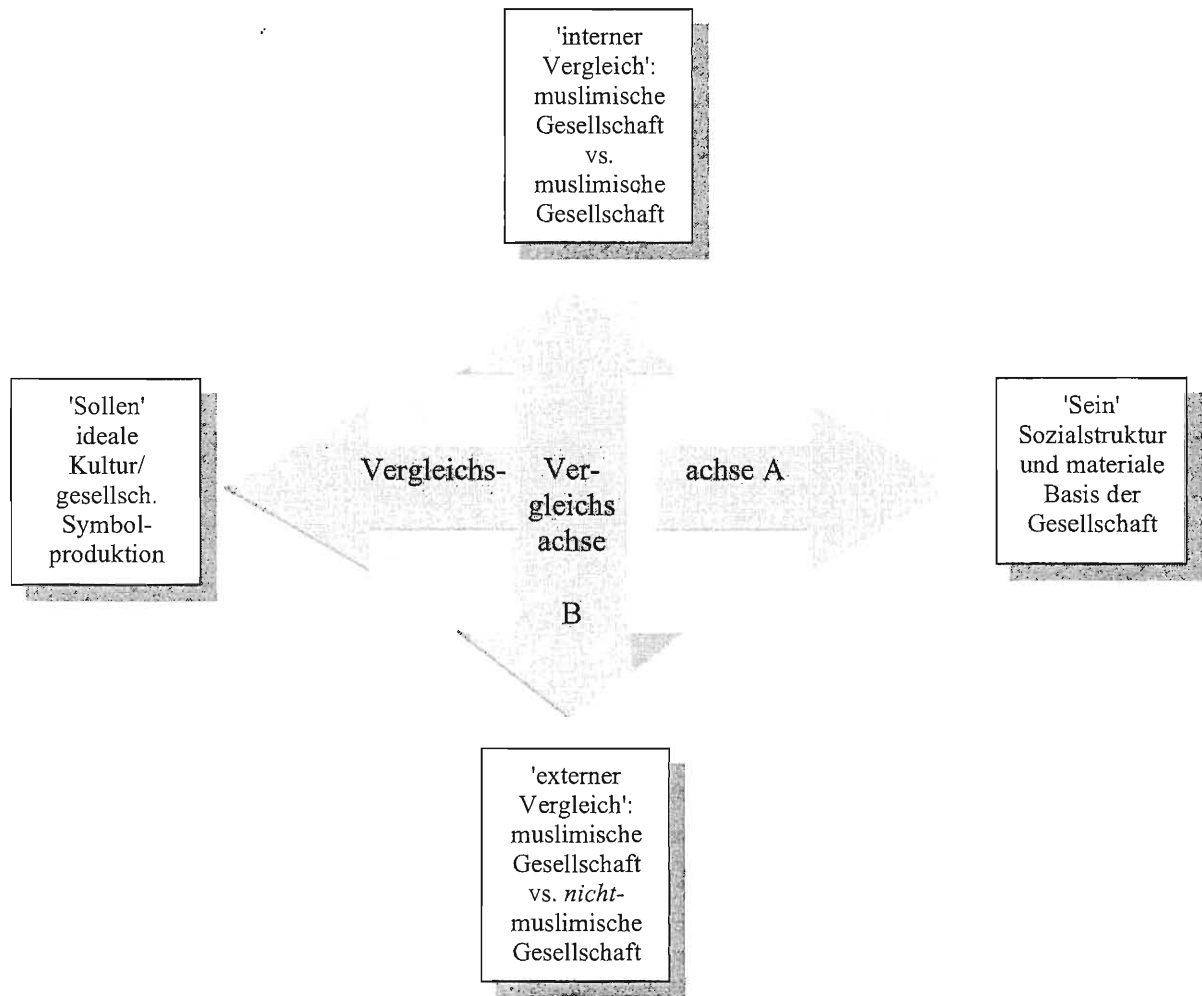 'interner
Vergleich':
muslimische
Gesellschaft
vs.
muslimische
Gesellschaft
'Sollen'
ideale
Kultur/
gesellsch.
Symbol-
produktion
Vergleichs-
Ver-
gleichs
achse
B
achse A
'Sein'
Sozialstruktur
und materiale
Basis der
Gesellschaft
'externer
Vergleich':
muslimische
Gesellschaft
vs. nicht-
muslimische
Gesellschaft